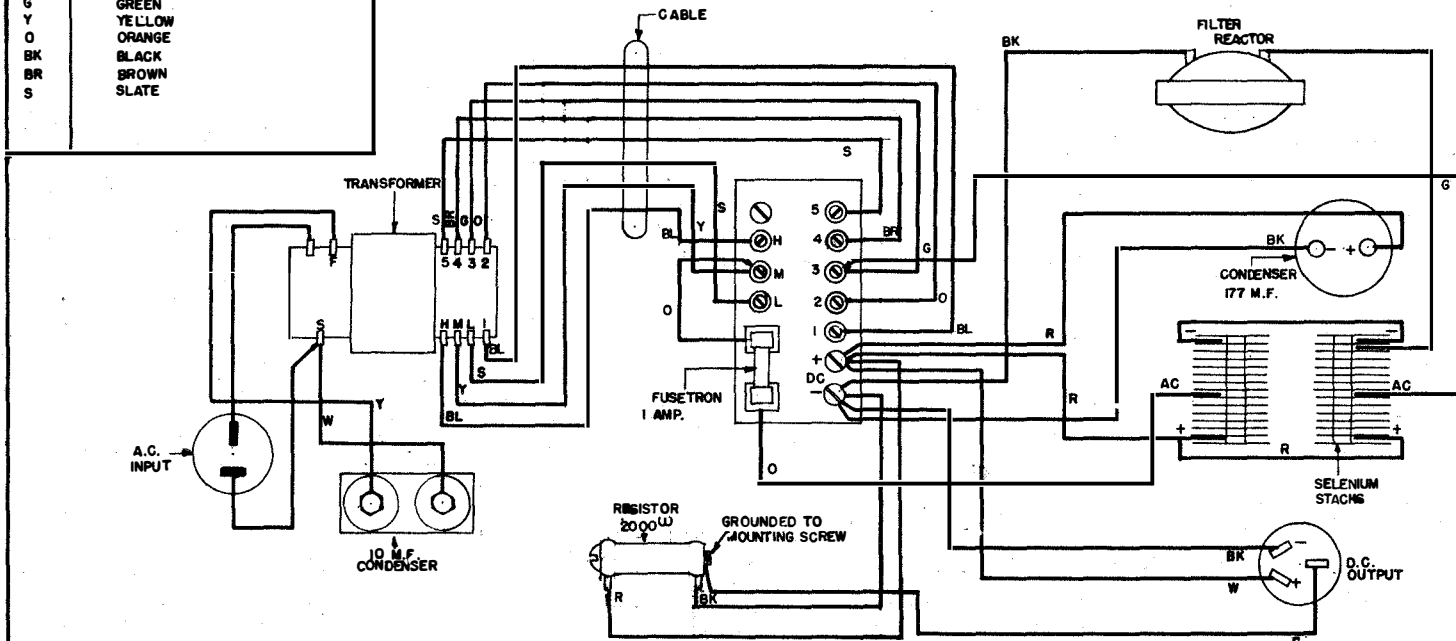 G GREEN
Y YELLOW
O ORANGE
BK BLACK
BR BROWN
S SLATE
CABLE
FILTER
REACTOR
BK
S
TRANSFORMER
G
S BR G O
F
5 4 3 2
S
H M L 1
BL
S
Y
BL
BL
Y
S
H
M
L
5
4
3
2
1
+
DC
-
BR
G
O
BL
O
FUSETRON
1 AMP.
O
BK
- +
CONDENSER
177 M.F.
R
R
- -
AC
AC
+ +
R
SELENIUM
STACHS
A.C.
INPUT
Y
W
10 M.F.
CONDENSER
RESISTOR
2000ω
GROUNDED TO
MOUNTING SCREW
R
BK
BK
W
-
+
D.C.
OUTPUT